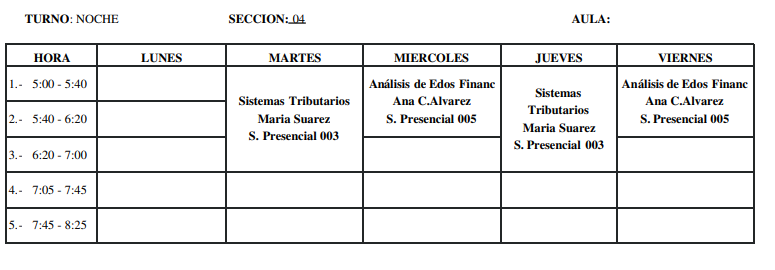 TURNO: NOCHE SECCION: 04 AULA:
HORA LUNES MARTES MIERCOLES JUEVES VIERNES
1.- 5:00 - 5:40
2.- 5:40 - 6:20
3.- 6:20 - 7:00
4.- 7:05 - 7:45
5.- 7:45 - 8:25
Sistemas Tributarios
Maria Suarez
S. Presencial 003
Análisis de Edos Financ
Ana C.Alvarez
S. Presencial 005
Sistemas
Tributarios
Maria Suarez
S. Presencial 003
Análisis de Edos Financ
Ana C.Alvarez
S. Presencial 005